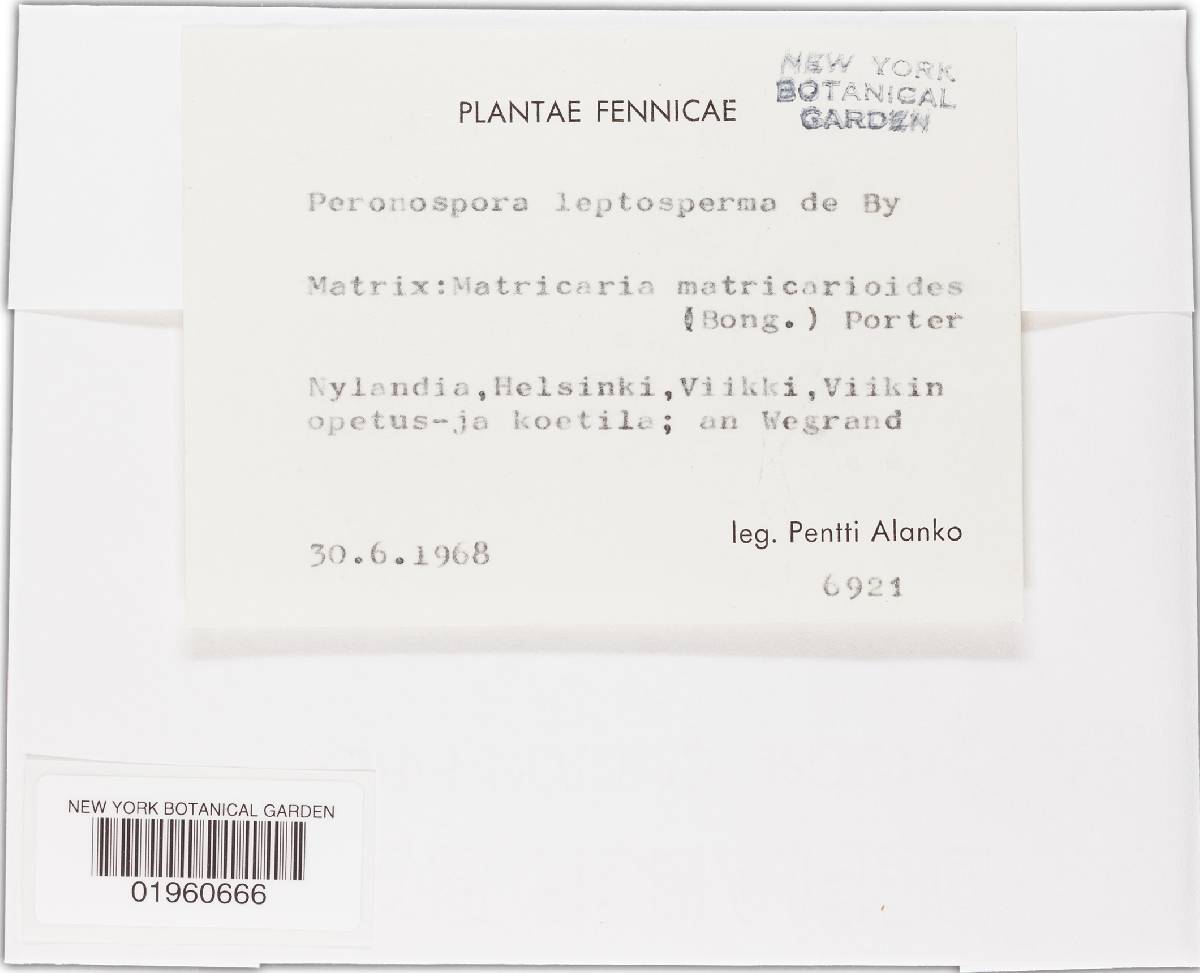 PLANTAE FENNICAE
NEW YORK
BOTANICAL
GARDEN
Peronospora leptosperma de By
Matrix:Matricaria matricarioides
(Bong.) Porter
Nylandia,Helsinki,Viikki,Viikin
opetus-ja koetila; an Wegrand
30.6.1968
leg. Pentti Alanko
6921
NEW YORK BOTANICAL GARDEN
01960666